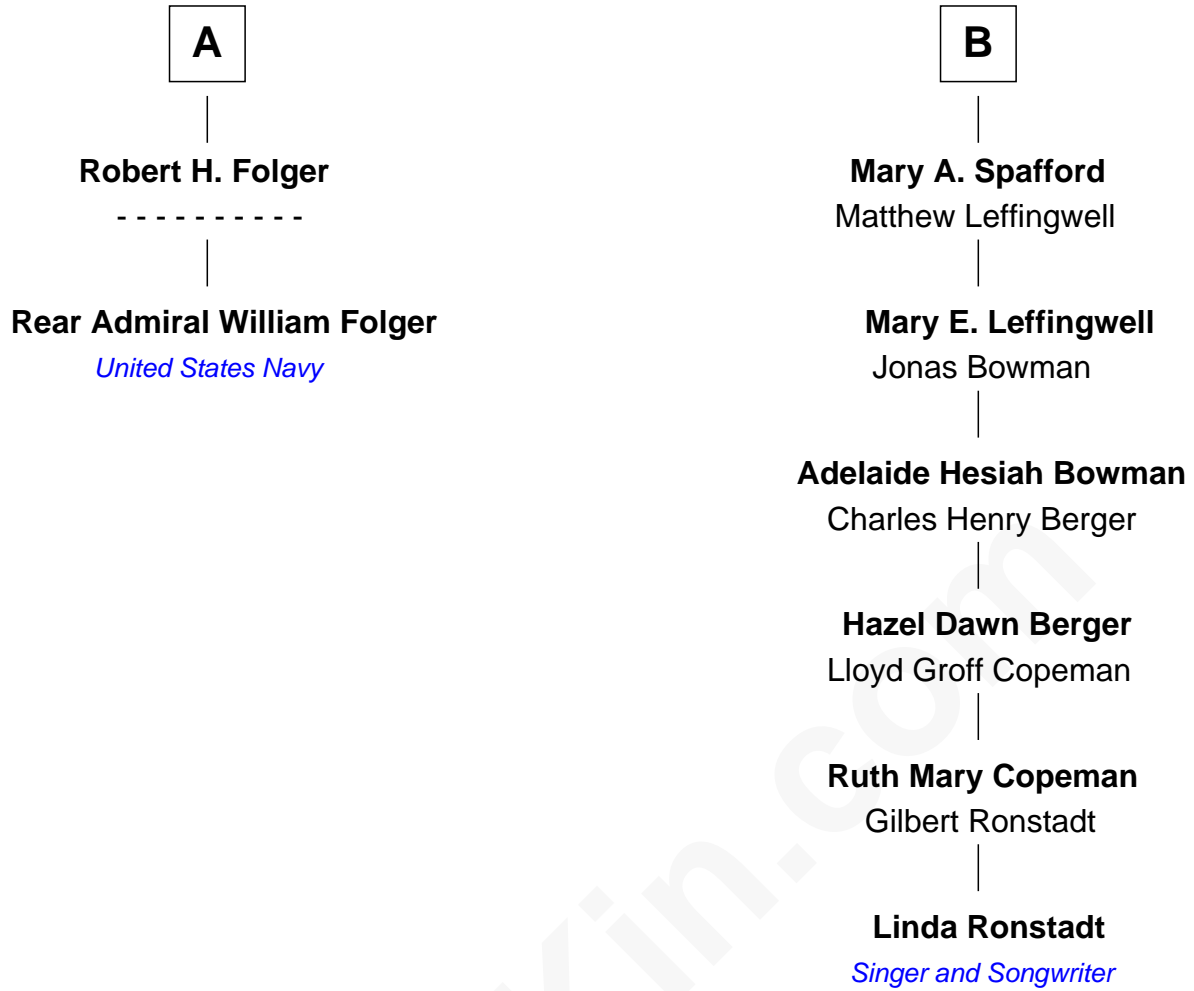 A
Robert H. Folger
- - - - - - - - - -
Rear Admiral William Folger
United States Navy
B
Mary A. Spafford
Matthew Leffingwell
Mary E. Leffingwell
Jonas Bowman
Adelaide Hesiah Bowman
Charles Henry Berger
Hazel Dawn Berger
Lloyd Groff Copeman
Ruth Mary Copeman
Gilbert Ronstadt
Linda Ronstadt
Singer and Songwriter
Kin.com